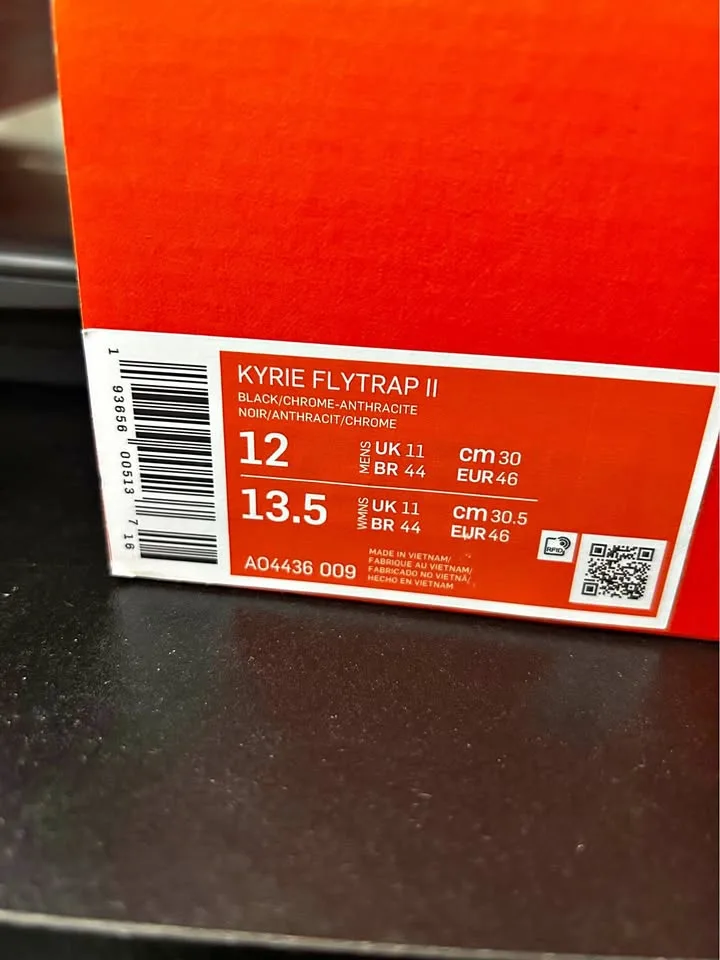 1 93656 00513 7 16
KYRIE FLYTRAP II
BLACK/CHROME-ANTHRACITE
NOIR/ANTHRACIT/CHROME
12 MENS UK 11 cm 30
BR 44 EUR 46
13.5 WMNS UK 11 cm 30.5
BR 44 EUR 46
AO4436 009
MADE IN VIETNAM/
FABRIQUE AU VIETNAM/
FABRICADO NO VIETNÃ/
HECHO EN VIETNAM
RFID